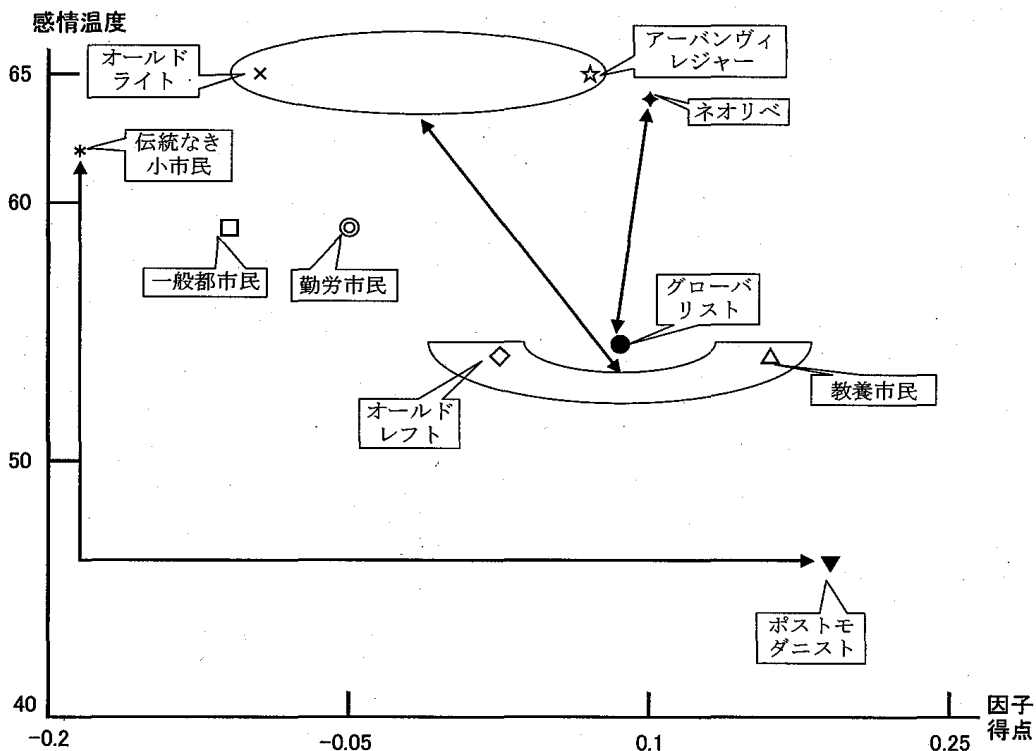 感情温度
オールド
ライト
アーバンヴィ
レジャー
65
ネオリベ
伝統なき
小市民
60
一般都市民
勤労市民
グローバ
リスト
オールド
レフト
教養市民
50
ポストモ
ダニスト
40
-0.2
-0.05
0.1
0.25
因子
得点